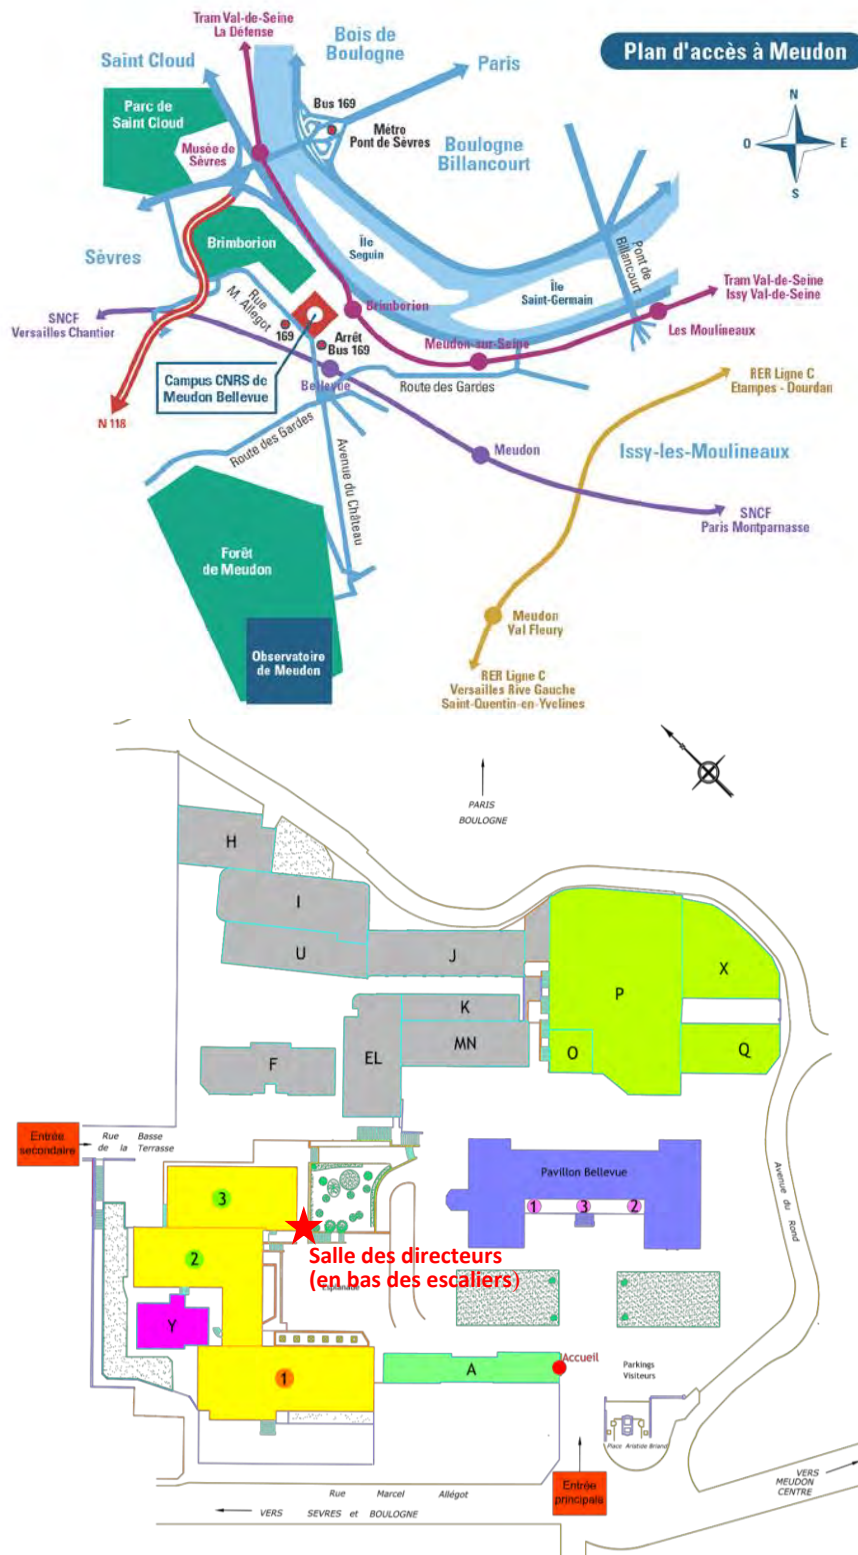 Plan d'accès à Meudon
Tram Val-de-Seine
La Défense
Bois de
Boulogne
Saint Cloud
Paris
Parc de
Saint Cloud
Bus 169
Métro
Pont de Sèvres
Musée de
Sèvres
Boulogne
Billancourt
N
O
E
S
Brimborion
Sèvres
Île
Seguin
Île
Saint-Germain
Pont de
Billancourt
Tram Val-de-Seine
Issy Val-de-Seine
SNCF
Versailles Chantier
Rue
M. Allegot
169
Brimborion
Arrêt
Bus 169
Les Moulineaux
Meudon-sur-Seine
Campus CNRS de
Meudon Bellevue
Bellevue
Route des Gardes
RER Ligne C
Etampes - Dourdan
N 118
Route des Gardes
Avenue du Château
Meudon
Issy-les-Moulineaux
SNCF
Paris Montparnasse
Forêt
de Meudon
Meudon
Val Fleury
Observatoire
de Meudon
RER Ligne C
Versailles Rive Gauche
Saint-Quentin-en-Yvelines
N
PARIS
BOULOGNE
H
I
U
J
K
MN
EL
F
P
X
O
Q
Entrée
secondaire
Rue Basse
de la Terrasse
Pavillon Bellevue
1
3
2
Avenue du Rond
3
2
Salle des directeurs
(en bas des escaliers)
Esplanade
Y
1
A
Accueil
Parkings
Visiteurs
Place Aristide Briand
Entrée
principale
Rue Marcel Allégot
VERS SEVRES et BOULOGNE
VERS
MEUDON
CENTRE